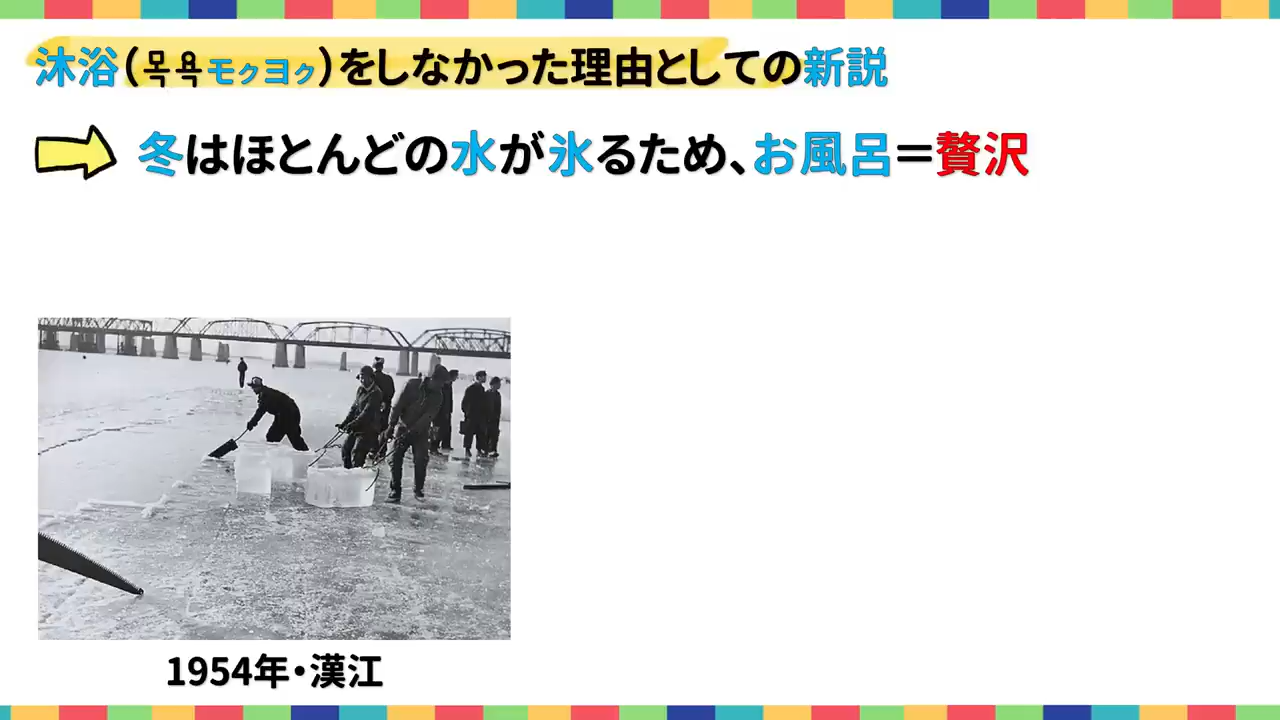 沐浴(목욕モクヨク)をしなかった理由としての新説
冬はほとんどの水が氷るため、お風呂＝贅沢
1954年・漢江